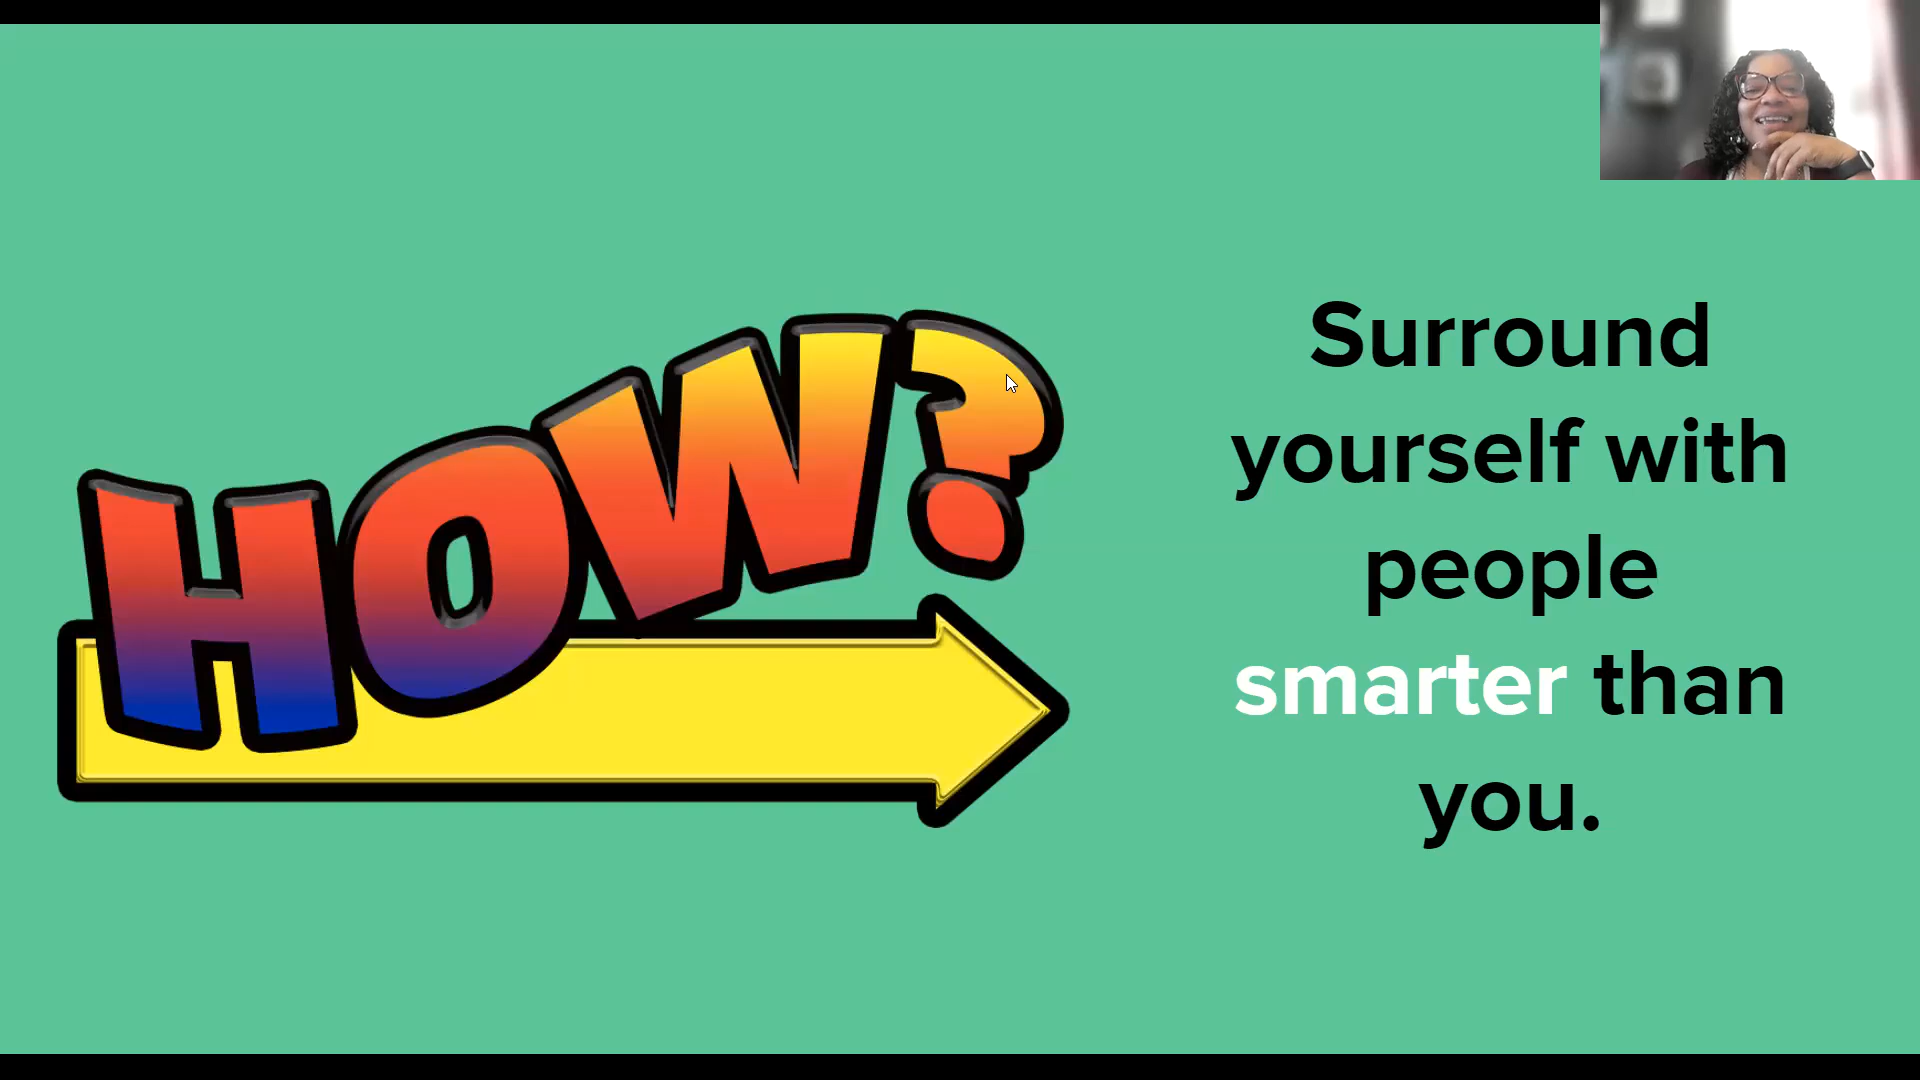 HOW?
Surround
yourself with
people
smarter than
you.